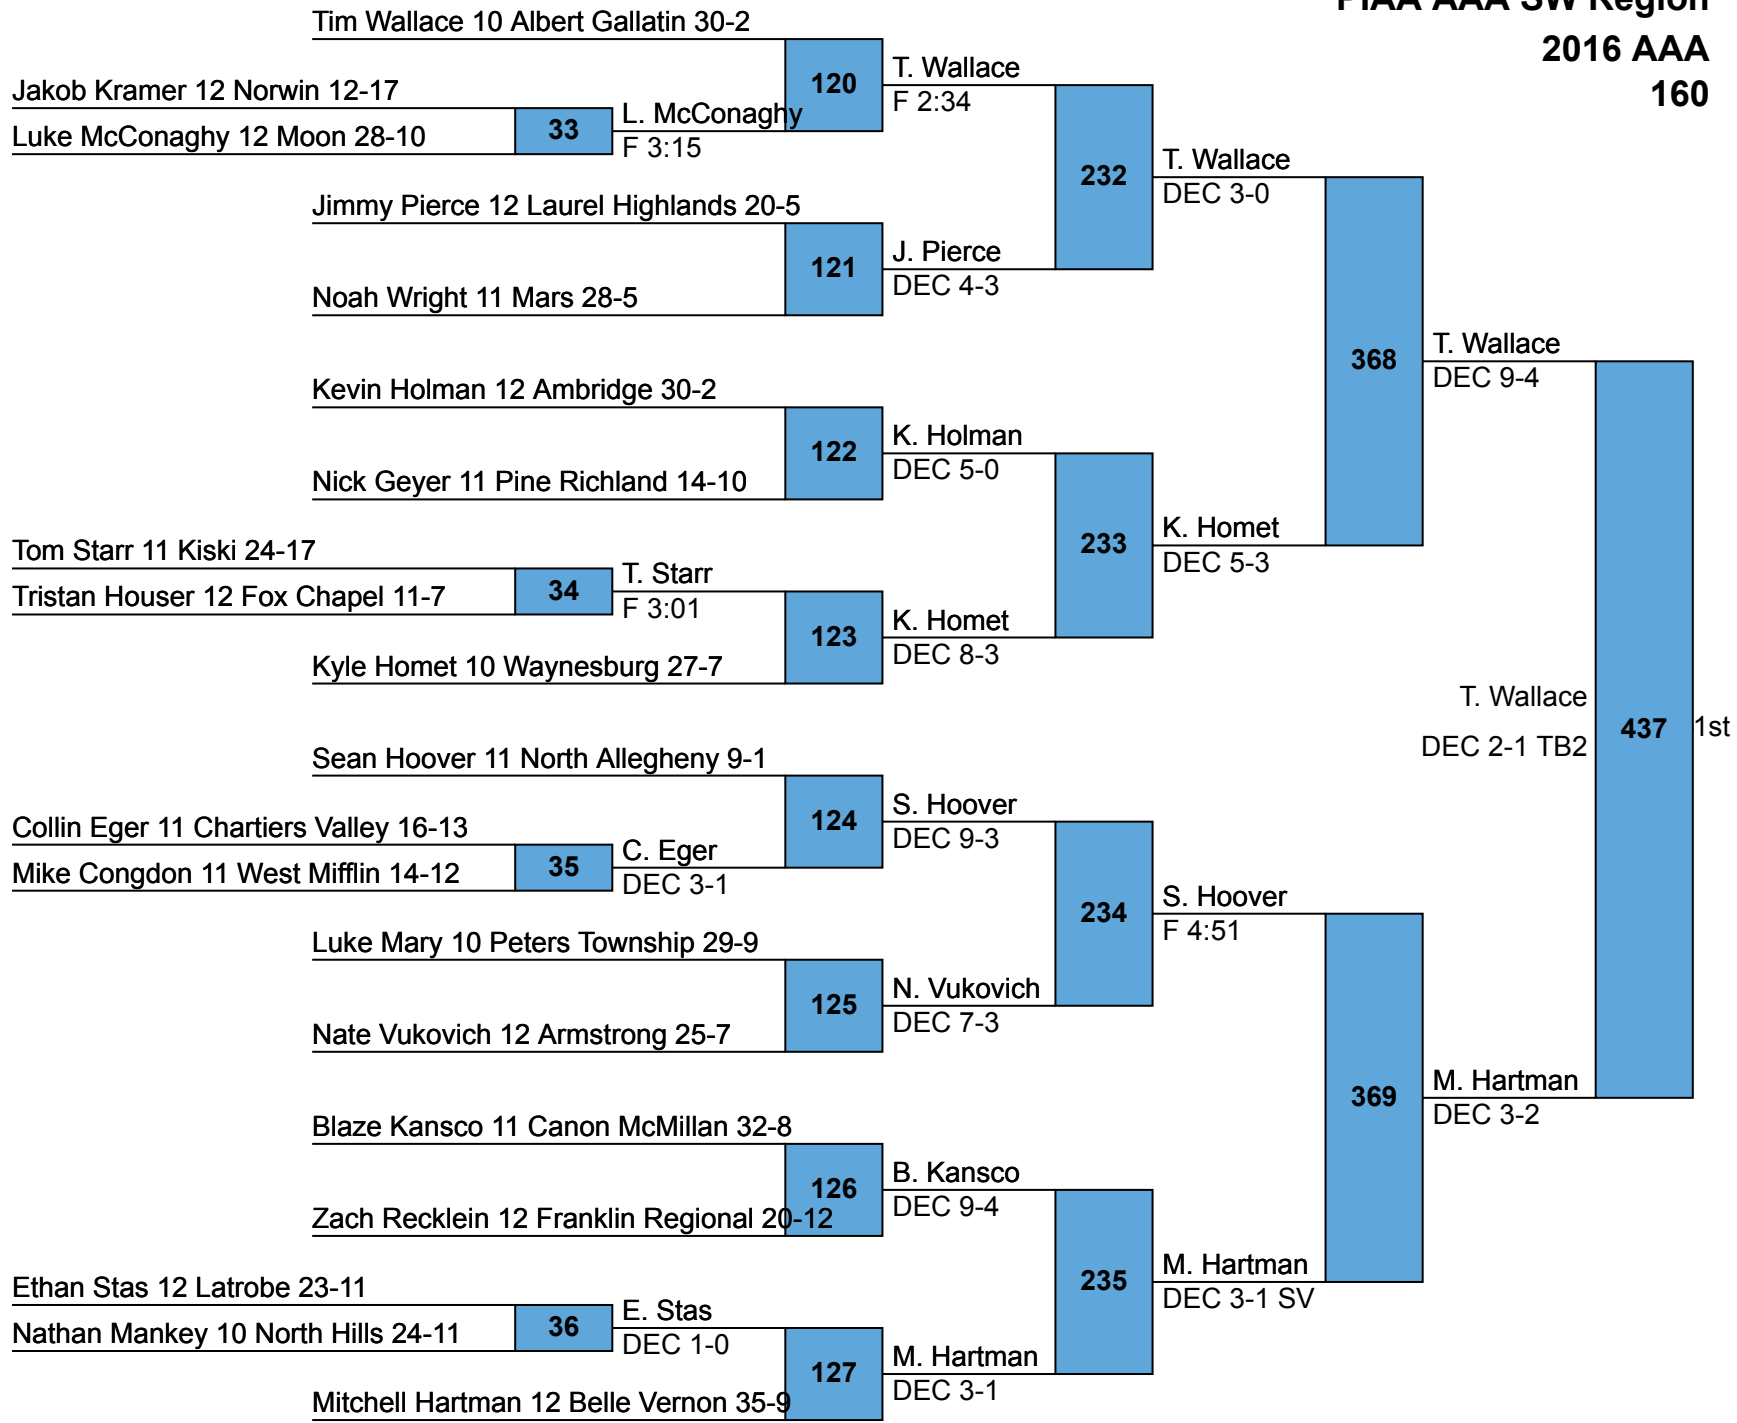 PIAA AAA SW Region
2016 AAA
160
Tim Wallace 10 Albert Gallatin 30-2
120
T. Wallace
F 2:34
Jakob Kramer 12 Norwin 12-17
33
Luke McConaghy 12 Moon 28-10
L. McConaghy
F 3:15
232
T. Wallace
DEC 3-0
Jimmy Pierce 12 Laurel Highlands 20-5
121
J. Pierce
DEC 4-3
Noah Wright 11 Mars 28-5
368
T. Wallace
DEC 9-4
Kevin Holman 12 Ambridge 30-2
122
K. Holman
DEC 5-0
Nick Geyer 11 Pine Richland 14-10
233
K. Homet
DEC 5-3
Tom Starr 11 Kiski 24-17
34
Tristan Houser 12 Fox Chapel 11-7
T. Starr
F 3:01
123
K. Homet
DEC 8-3
Kyle Homet 10 Waynesburg 27-7
T. Wallace
DEC 2-1 TB2
437
1st
Sean Hoover 11 North Allegheny 9-1
124
S. Hoover
DEC 9-3
Collin Eger 11 Chartiers Valley 16-13
35
Mike Congdon 11 West Mifflin 14-12
C. Eger
DEC 3-1
234
S. Hoover
F 4:51
Luke Mary 10 Peters Township 29-9
125
N. Vukovich
DEC 7-3
Nate Vukovich 12 Armstrong 25-7
369
M. Hartman
DEC 3-2
Blaze Kansco 11 Canon McMillan 32-8
126
B. Kansco
DEC 9-4
Zach Recklein 12 Franklin Regional 20-12
235
M. Hartman
DEC 3-1 SV
Ethan Stas 12 Latrobe 23-11
36
Nathan Mankey 10 North Hills 24-11
E. Stas
DEC 1-0
127
M. Hartman
DEC 3-1
Mitchell Hartman 12 Belle Vernon 35-9